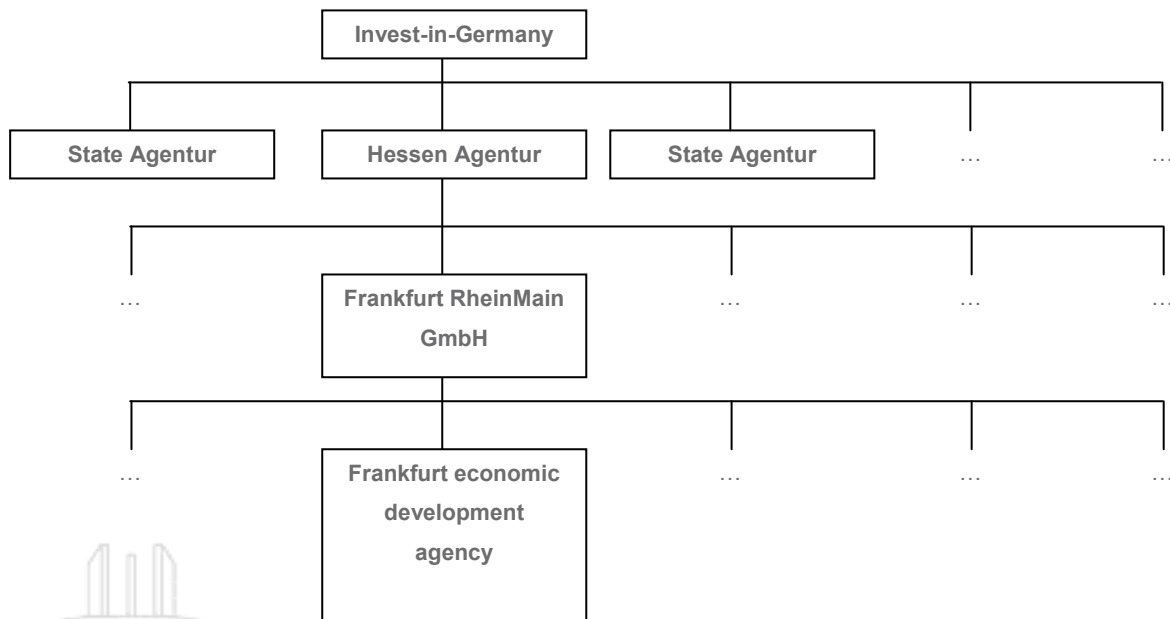 Invest-in-Germany
State Agentur
Hessen Agentur
State Agentur
...
...
...
Frankfurt RheinMain
GmbH
...
...
...
...
Frankfurt economic
development
agency
...
...
...